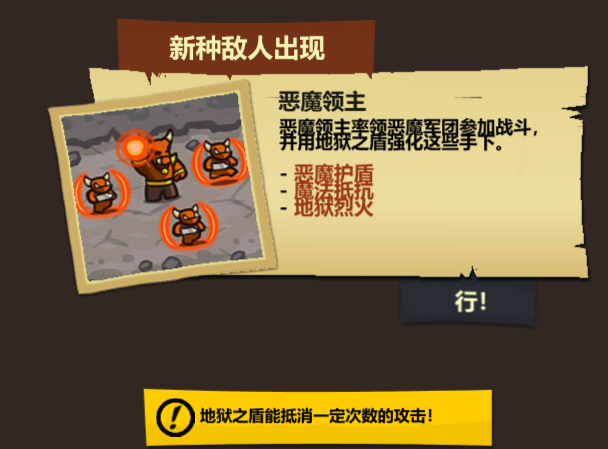 新种敌人出现
恶魔领主
恶魔领主率领恶魔军团参加战斗，
并用地狱之盾强化这些手下。
- 恶魔护盾
- 魔法抵抗
- 地狱烈火
行！
地狱之盾能抵消一定次数的攻击！